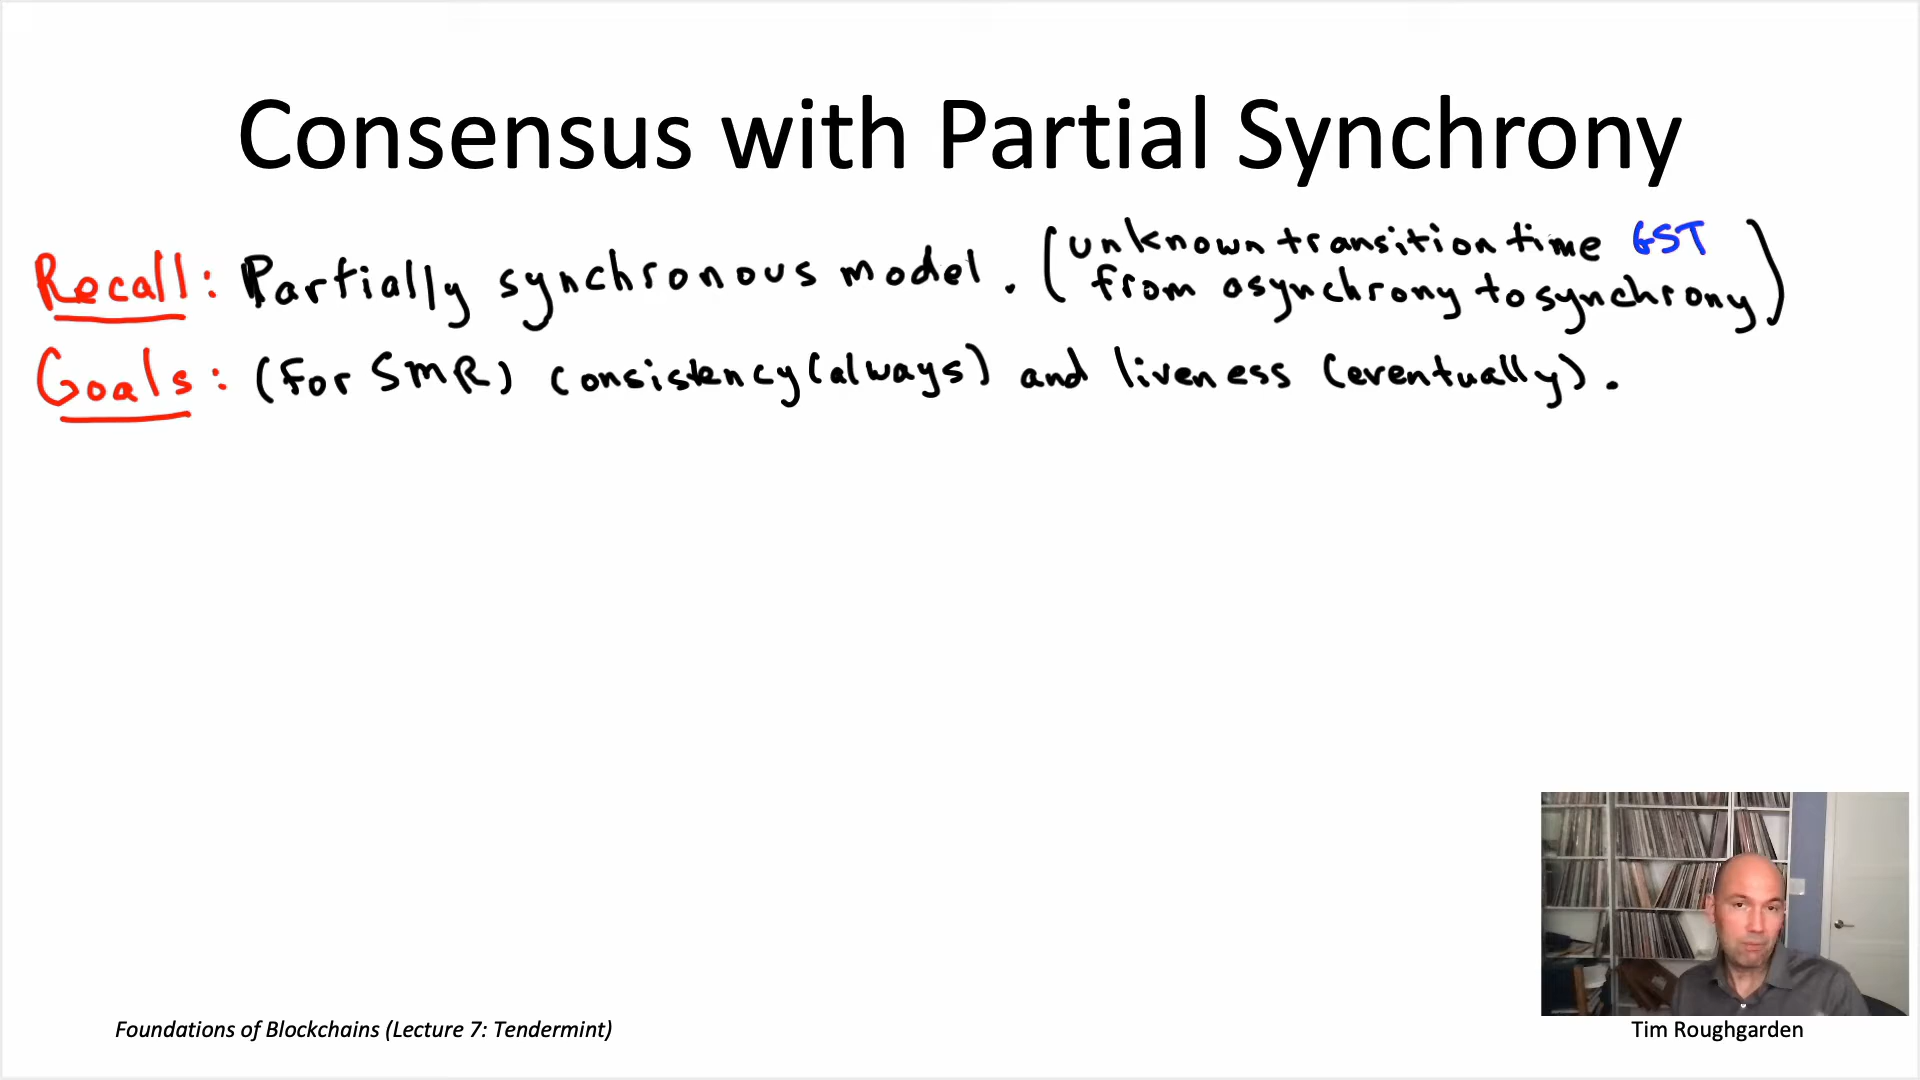 Consensus with Partial Synchrony
Recall: Partially synchronous model. (unknown transition time GST
from asynchrony to synchrony)
Goals: (for SMR) consistency (always) and liveness (eventually).
Foundations of Blockchains (Lecture 7: Tendermint)
Tim Roughgarden